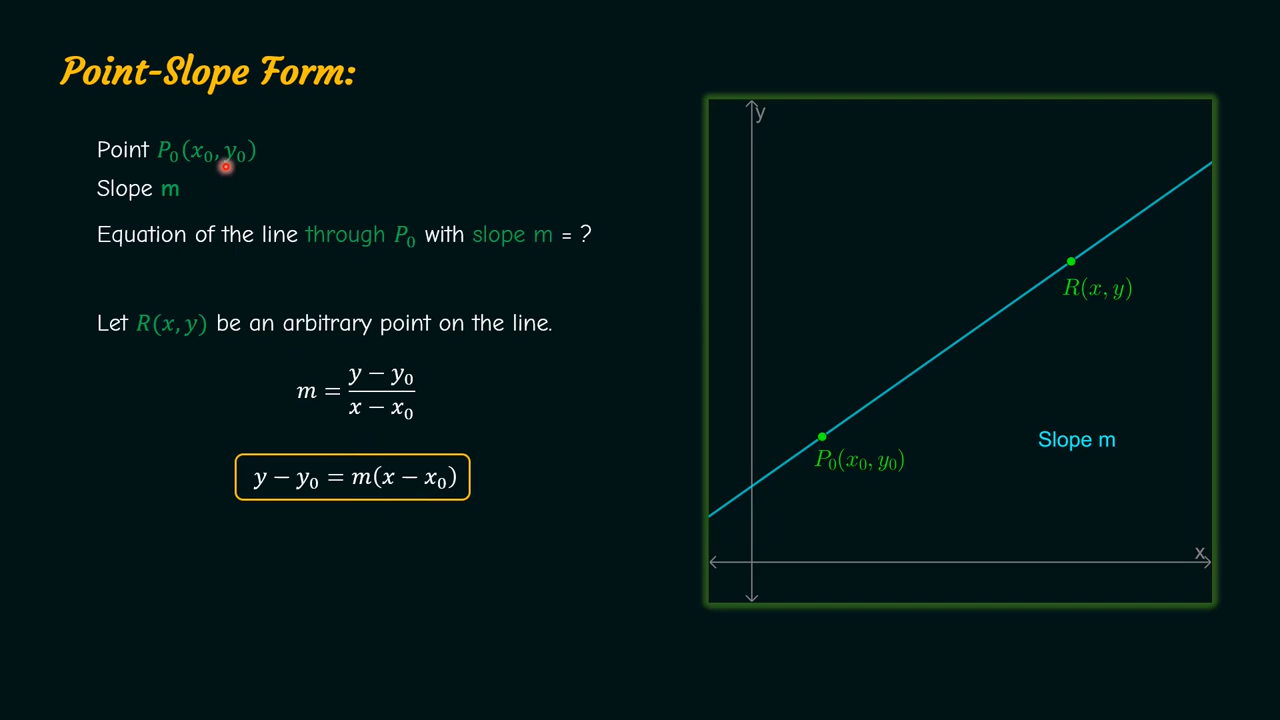 Point-Slope Form:
Point P₀(x₀, y₀)
Slope m
Equation of the line through P₀ with slope m = ?
Let R(x, y) be an arbitrary point on the line.
m = (y − y₀)/(x − x₀)
y − y₀ = m(x − x₀)
y
R(x, y)
Slope m
P₀(x₀, y₀)
x